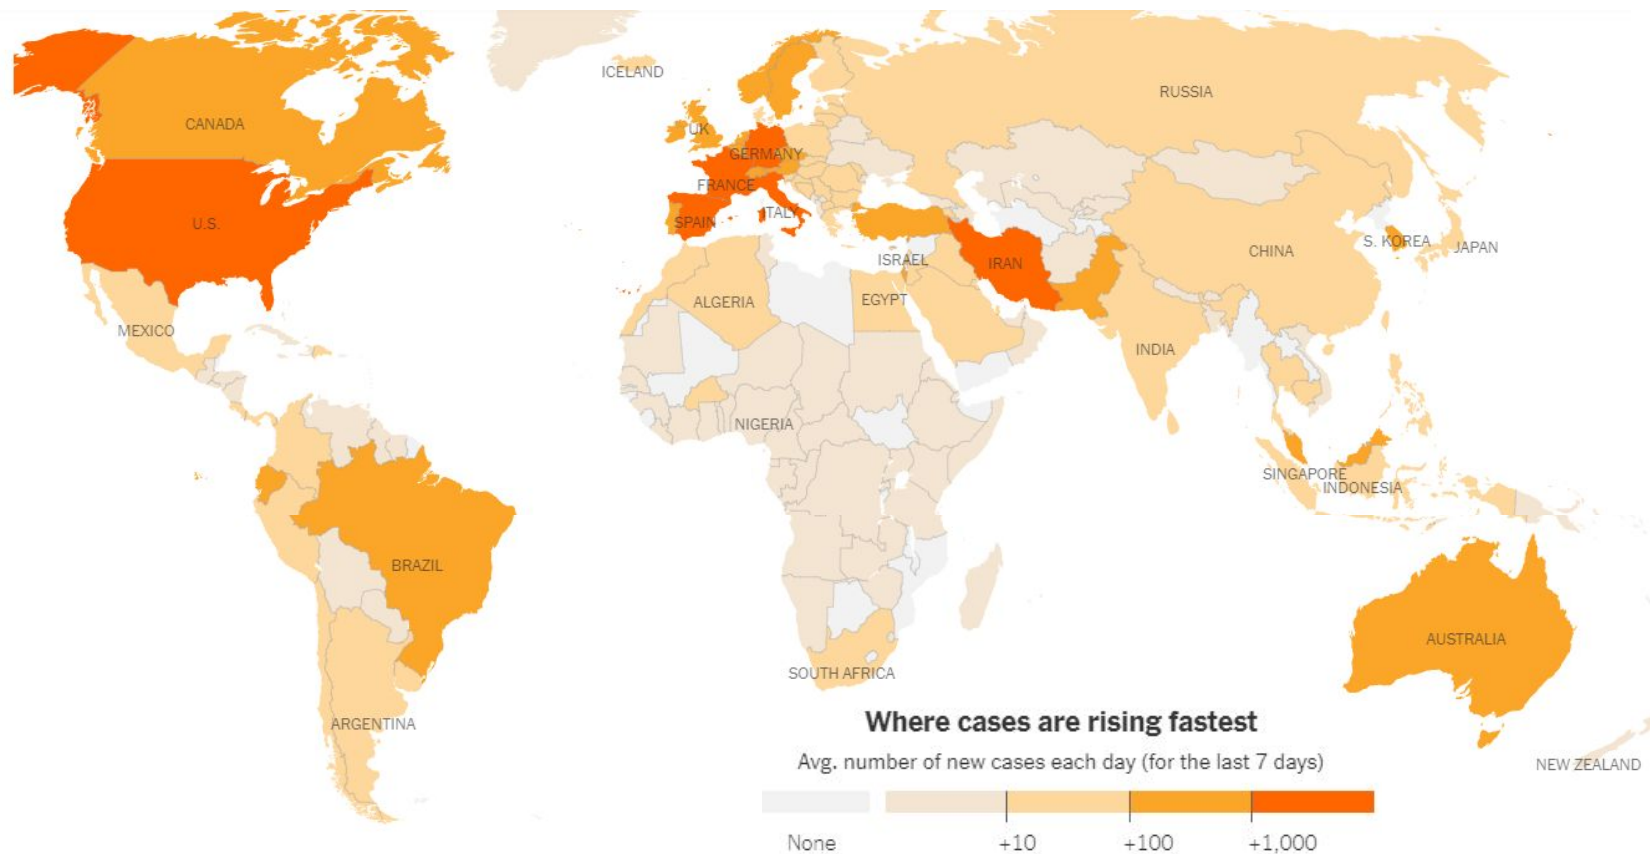 ICELAND
RUSSIA
CANADA
UK
GERMANY
FRANCE
U.S.
SPAIN
ITALY
S. KOREA
JAPAN
CHINA
ISRAEL
IRAN
ALGERIA
EGYPT
MEXICO
INDIA
NIGERIA
SINGAPORE
INDONESIA
BRAZIL
AUSTRALIA
SOUTH AFRICA
ARGENTINA
NEW ZEALAND
Where cases are rising fastest
Avg. number of new cases each day (for the last 7 days)
None
+10
+100
+1,000